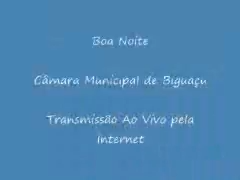 Boa Noite
Câmara Municipal de Biguaçu
Transmissão Ao Vivo pela
Internet